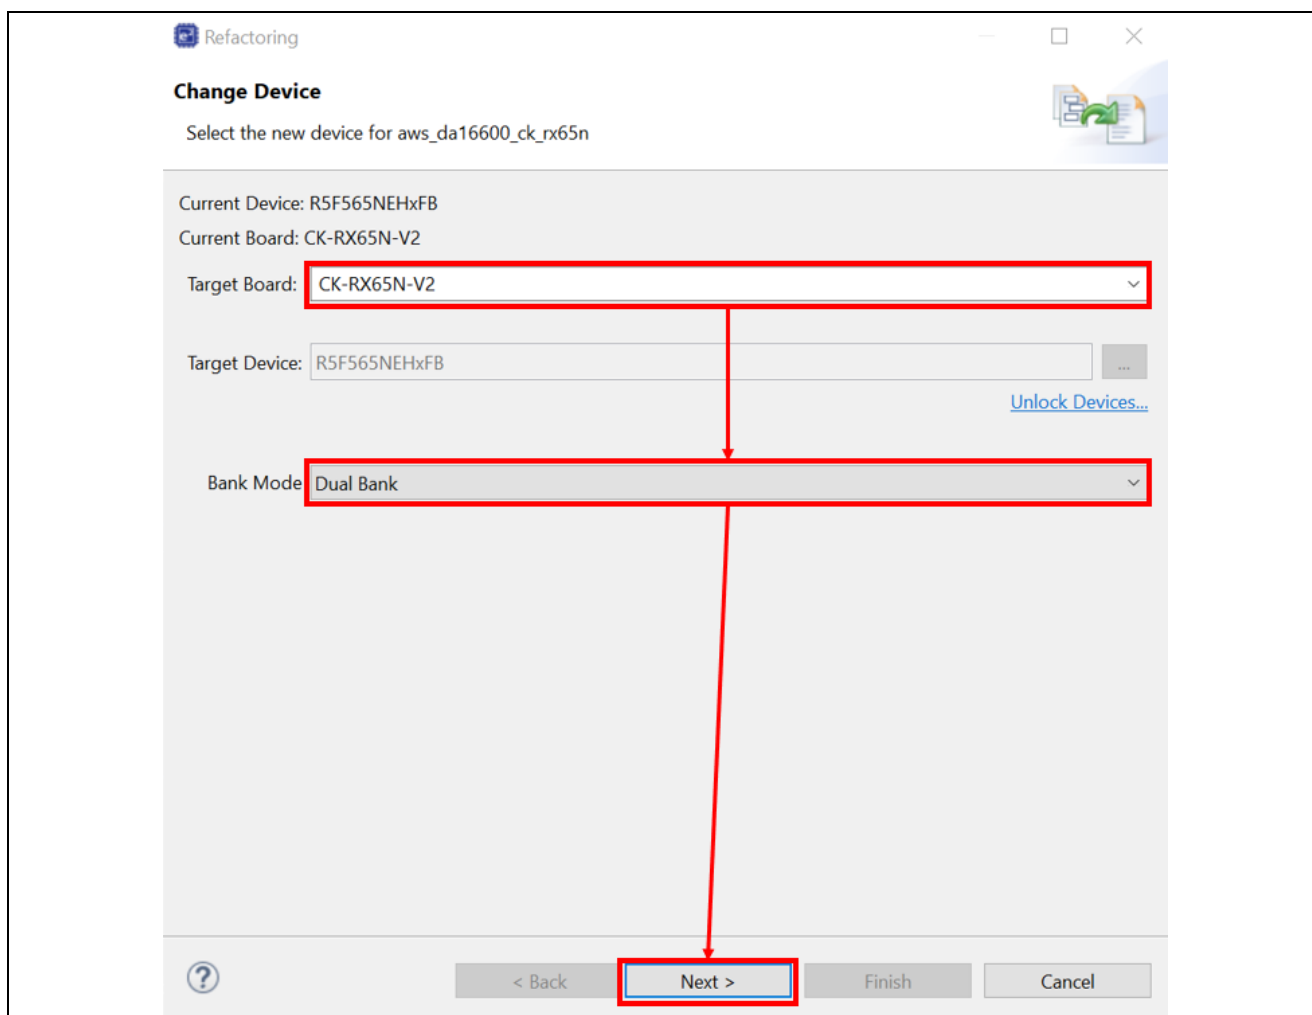 Refactoring
Change Device
Select the new device for aws_da16600_ck_rx65n
Current Device: R5F565NEHxFB
Current Board: CK-RX65N-V2
Target Board: CK-RX65N-V2
Target Device: R5F565NEHxFB ...
Unlock Devices...
Bank Mode Dual Bank
? < Back Next > Finish Cancel